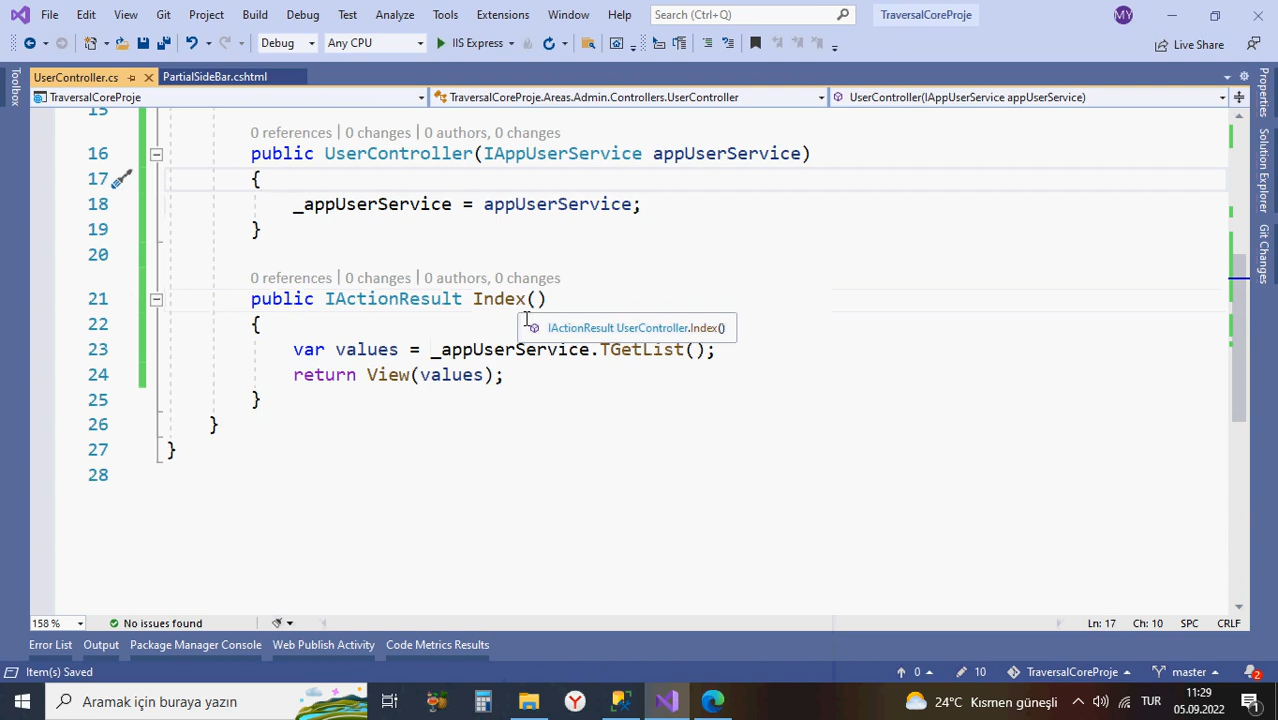 File Edit View Git Project Build Debug Test Analyze Tools Extensions Window Help Search (Ctrl+Q) TraversalCoreProje MY
Debug Any CPU IIS Express Live Share
UserController.cs PartialSideBar.cshtml
TraversalCoreProje TraversalCoreProje.Areas.Admin.Controllers.UserController UserController(IAppUserService appUserService)
Toolbox
Properties
Solution Explorer
Git Changes
15
0 references | 0 changes | 0 authors, 0 changes
16 public UserController(IAppUserService appUserService)
17 {
18 _appUserService = appUserService;
19 }
20
0 references | 0 changes | 0 authors, 0 changes
21 public IActionResult Index()
22 {
IActionResult UserController.Index()
23 var values = _appUserService.TGetList();
24 return View(values);
25 }
26 }
27 }
28
158 % No issues found Ln: 17 Ch: 10 SPC CRLF
Error List Output Package Manager Console Web Publish Activity Code Metrics Results
Item(s) Saved 0 10 TraversalCoreProje master 2
Aramak için buraya yazın 24°C Kısmen güneşli TUR 11:29
05.09.2022 1